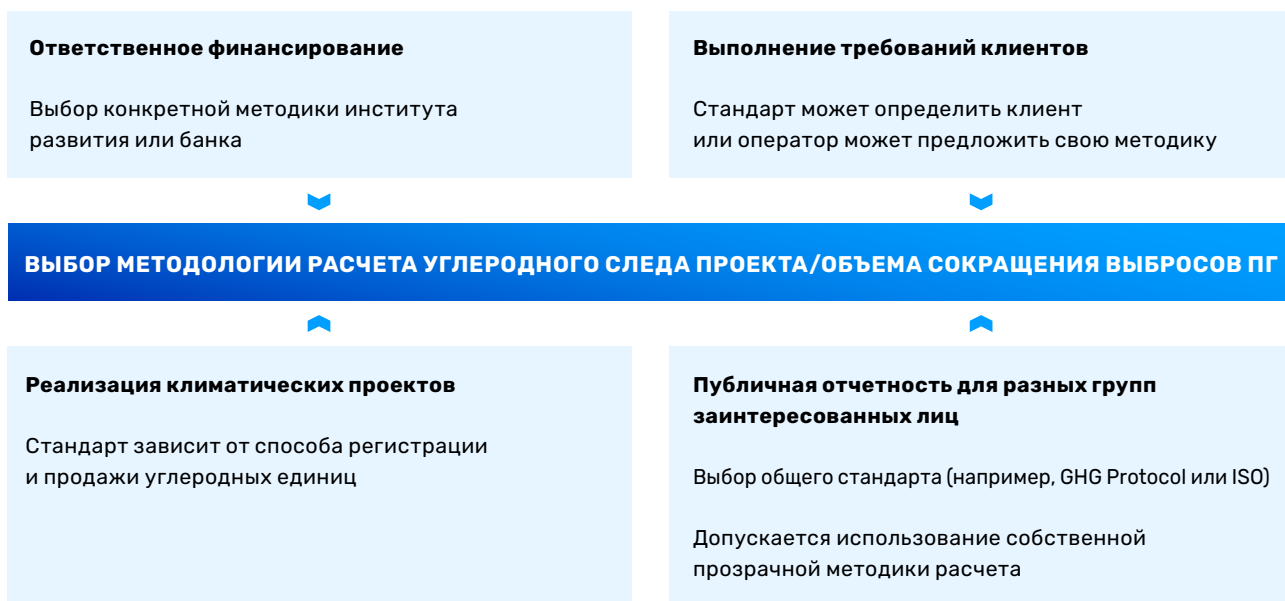 Ответственное финансирование
Выбор конкретной методики института
развития или банка
Выполнение требований клиентов
Стандарт может определить клиент
или оператор может предложить свою методику
ВЫБОР МЕТОДОЛОГИИ РАСЧЕТА УГЛЕРОДНОГО СЛЕДА ПРОЕКТА/ОБЪЕМА СОКРАЩЕНИЯ ВЫБРОСОВ ПГ
Реализация климатических проектов
Стандарт зависит от способа регистрации
и продажи углеродных единиц
Публичная отчетность для разных групп
заинтересованных лиц
Выбор общего стандарта (например, GHG Protocol или ISO)
Допускается использование собственной
прозрачной методики расчета